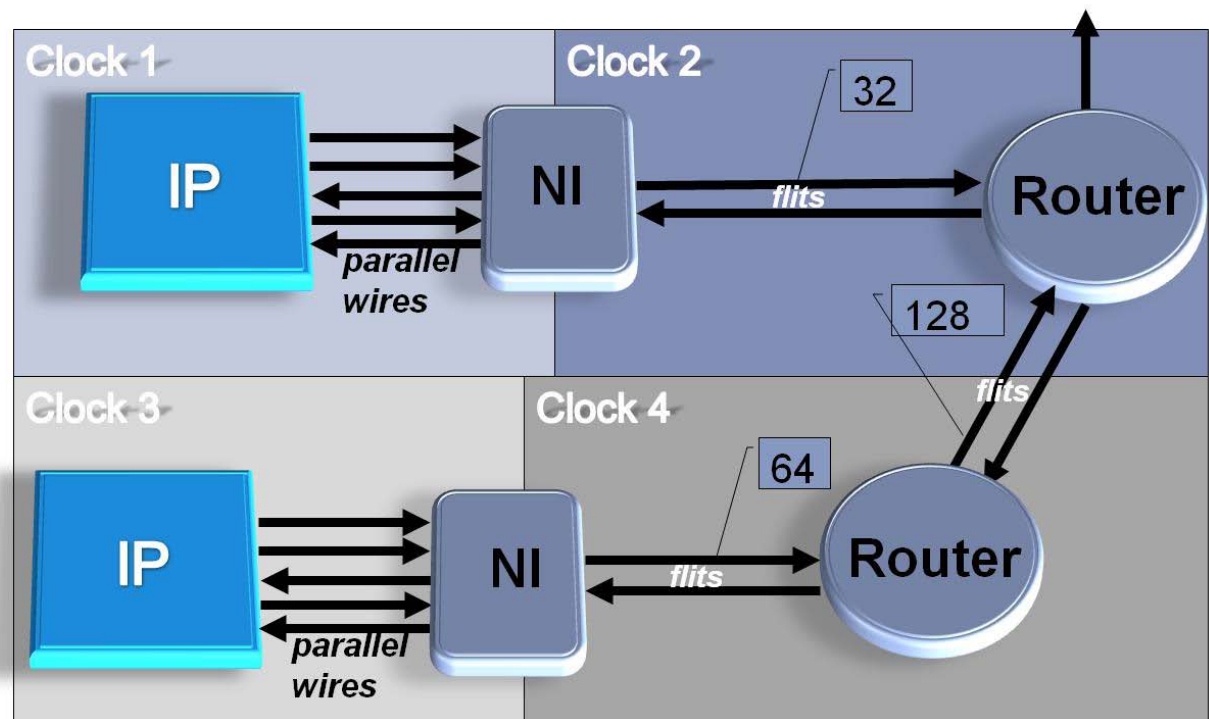 Clock 1
Clock 2
32
IP
NI
flits
Router
parallel
wires
128
flits
Clock 3
Clock 4
64
IP
NI
flits
Router
parallel
wires